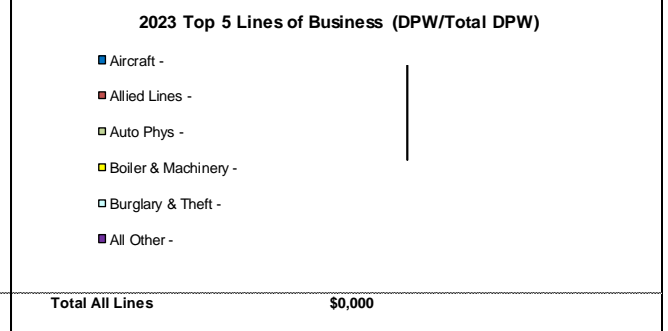 2023 Top 5 Lines of Business (DPW/Total DPW)
Aircraft -
Allied Lines -
Auto Phys -
Boiler & Machinery -
Burglary & Theft -
All Other -
Total All Lines $0,000